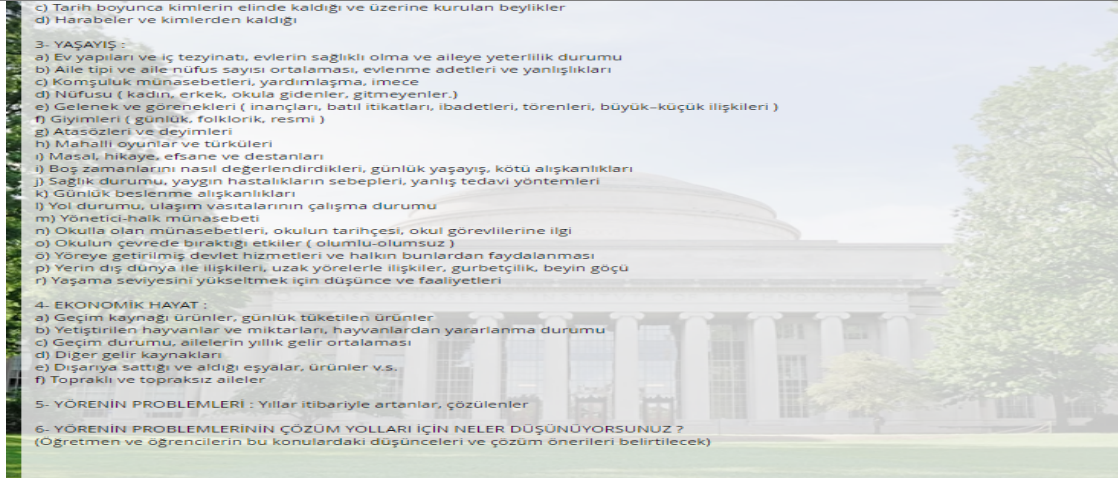 c) Tarih boyunca kimlerin elinde kaldığı ve üzerine kurulan beylikler
d) Harabeler ve kimlerden kaldığı
3- YAŞAYIŞ :
a) Ev yapıları ve iç tezyinatı, evlerin sağlıklı olma ve aileye yeterlilik durumu
b) Aile tipi ve aile nüfus sayısı ortalaması, evlenme adetleri ve yanlışlıkları
c) Komşuluk münasebetleri, yardımlaşma, imece
d) Nüfusu ( kadın, erkek, okula gidenler, gitmeyenler.)
e) Gelenek ve görenekleri ( inançları, batıl itikatları, ibadetleri, törenleri, büyük–küçük ilişkileri )
f) Giyimleri ( günlük, folklorik, resmi )
g) Atasözleri ve deyimleri
h) Mahalli oyunlar ve türküleri
ı) Masal, hikaye, efsane ve destanları
i) Boş zamanlarını nasıl değerlendirdikleri, günlük yaşayış, kötü alışkanlıkları
j) Sağlık durumu, yaygın hastalıkların sebepleri, yanlış tedavi yöntemleri
k) Günlük beslenme alışkanlıkları
l) Yol durumu, ulaşım vasıtalarının çalışma durumu
m) Yönetici-halk münasebeti
n) Okulla olan münasebetleri, okulun tarihçesi, okul görevlilerine ilgi
o) Okulun çevrede bıraktığı etkiler ( olumlu-olumsuz )
ö) Yöreye getirilmiş devlet hizmetleri ve halkın bunlardan faydalanması
p) Yerin dış dünya ile ilişkileri, uzak yörelerle ilişkiler, gurbetçilik, beyin göçü
r) Yaşama seviyesini yükseltmek için düşünce ve faaliyetleri
4- EKONOMİK HAYAT :
a) Geçim kaynağı ürünler, günlük tüketilen ürünler
b) Yetiştirilen hayvanlar ve miktarları, hayvanlardan yararlanma durumu
c) Geçim durumu, ailelerin yıllık gelir ortalaması
d) Diğer gelir kaynakları
e) Dışarıya sattığı ve aldığı eşyalar, ürünler v.s.
f) Topraklı ve topraksız aileler
5- YÖRENİN PROBLEMLERİ : Yıllar itibariyle artanlar, çözülenler
6- YÖRENİN PROBLEMLERİNİN ÇÖZÜM YOLLARI İÇİN NELER DÜŞÜNÜYORSUNUZ ?
(Öğretmen ve öğrencilerin bu konulardaki düşünceleri ve çözüm önerileri belirtilecek)